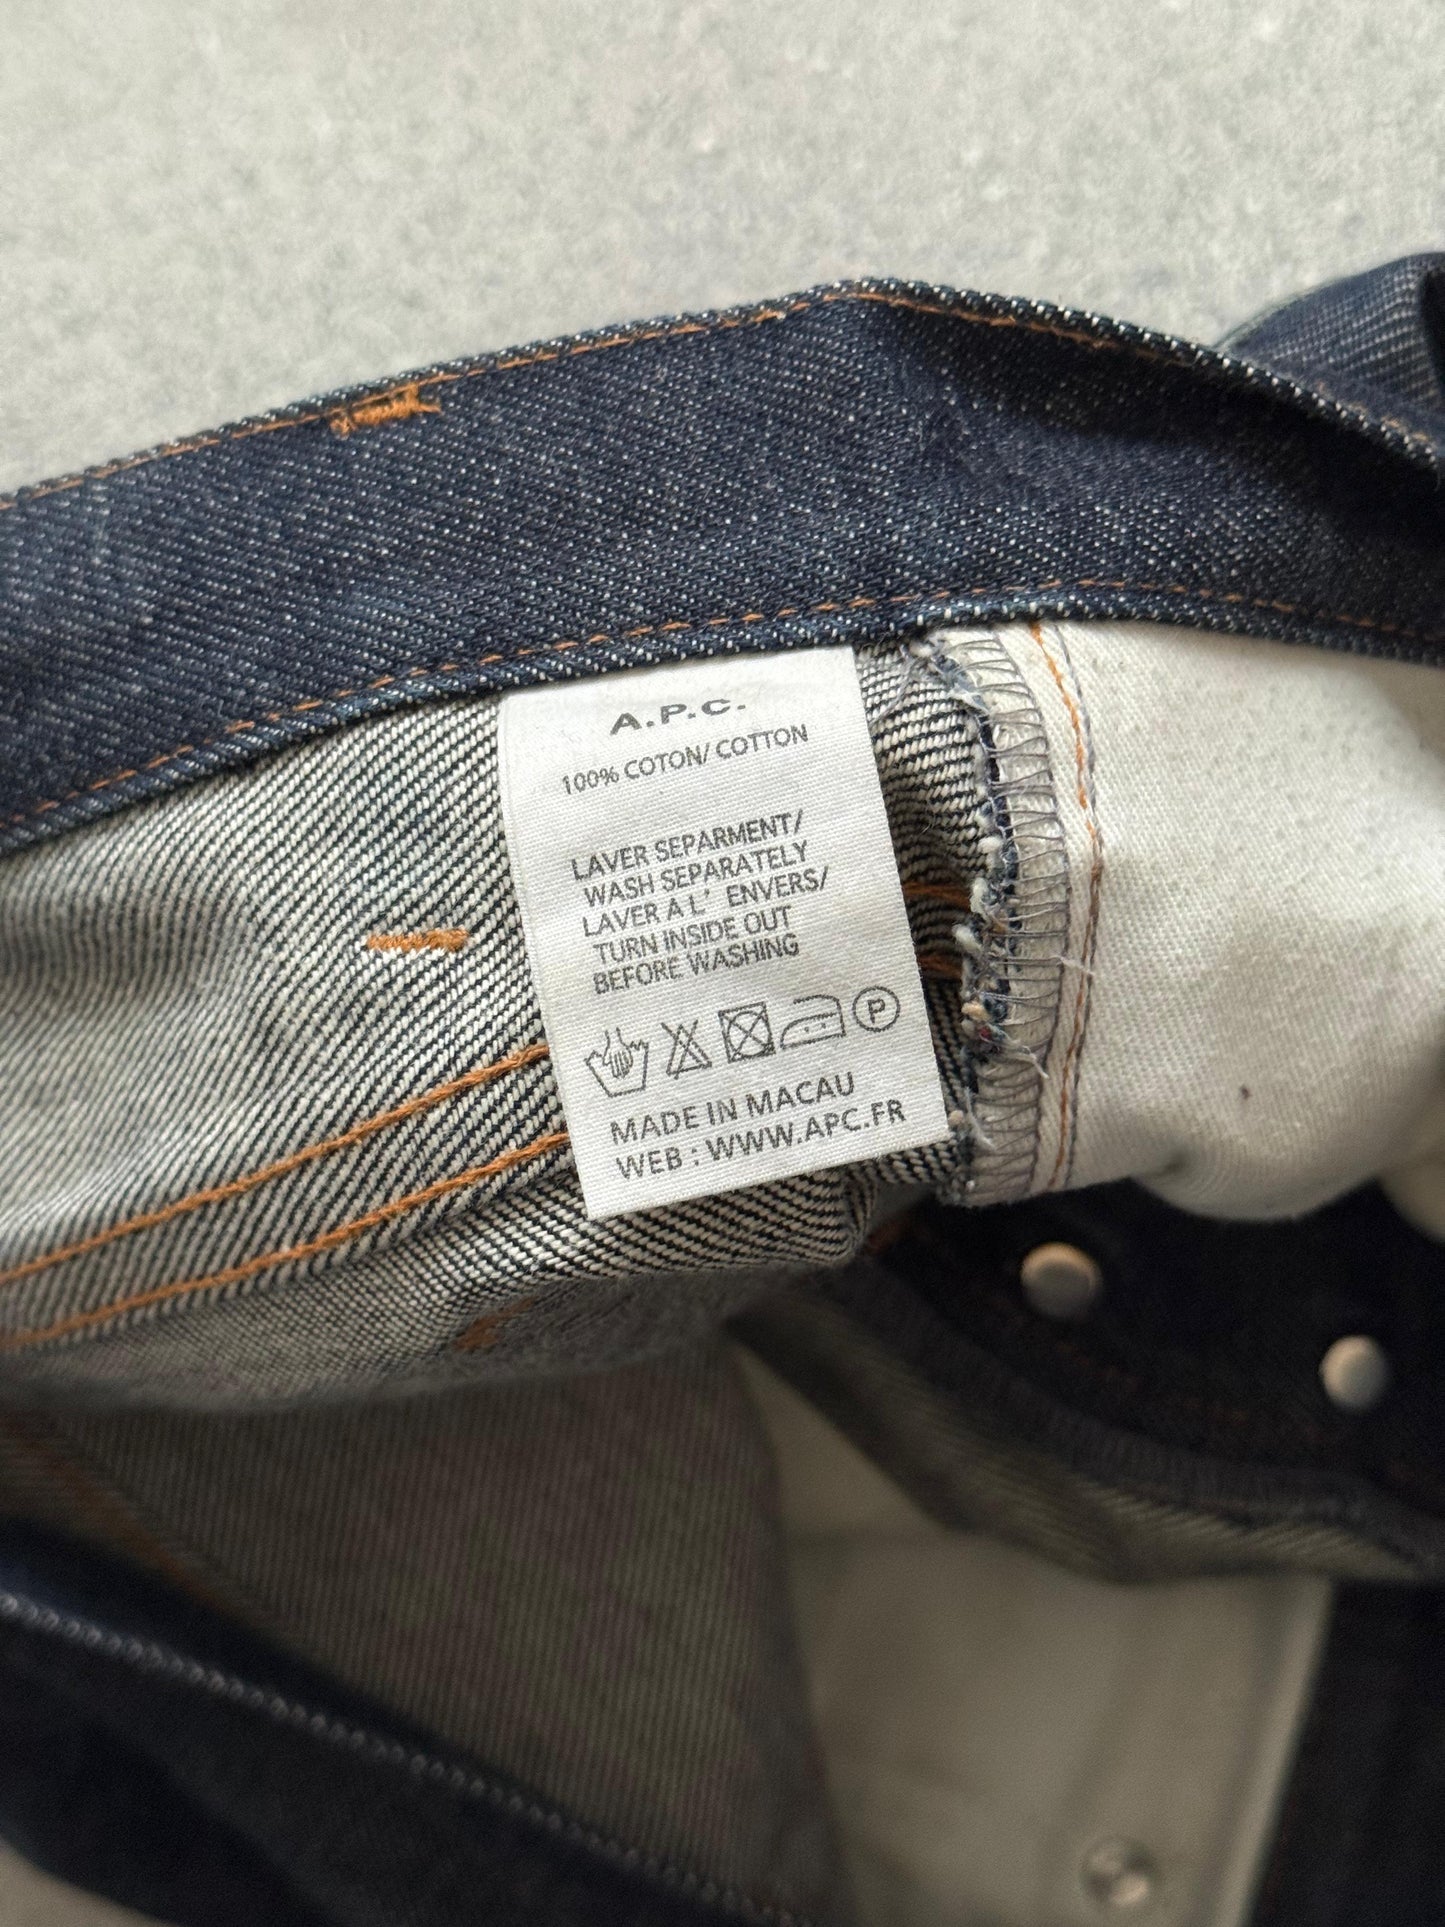 A.P.C.
100% COTON/ COTTON
LAVER SEPARMENT/
WASH SEPARATELY
LAVER A L' ENVERS/
TURN INSIDE OUT
BEFORE WASHING
P
MADE IN MACAU
WEB : WWW.APC.FR